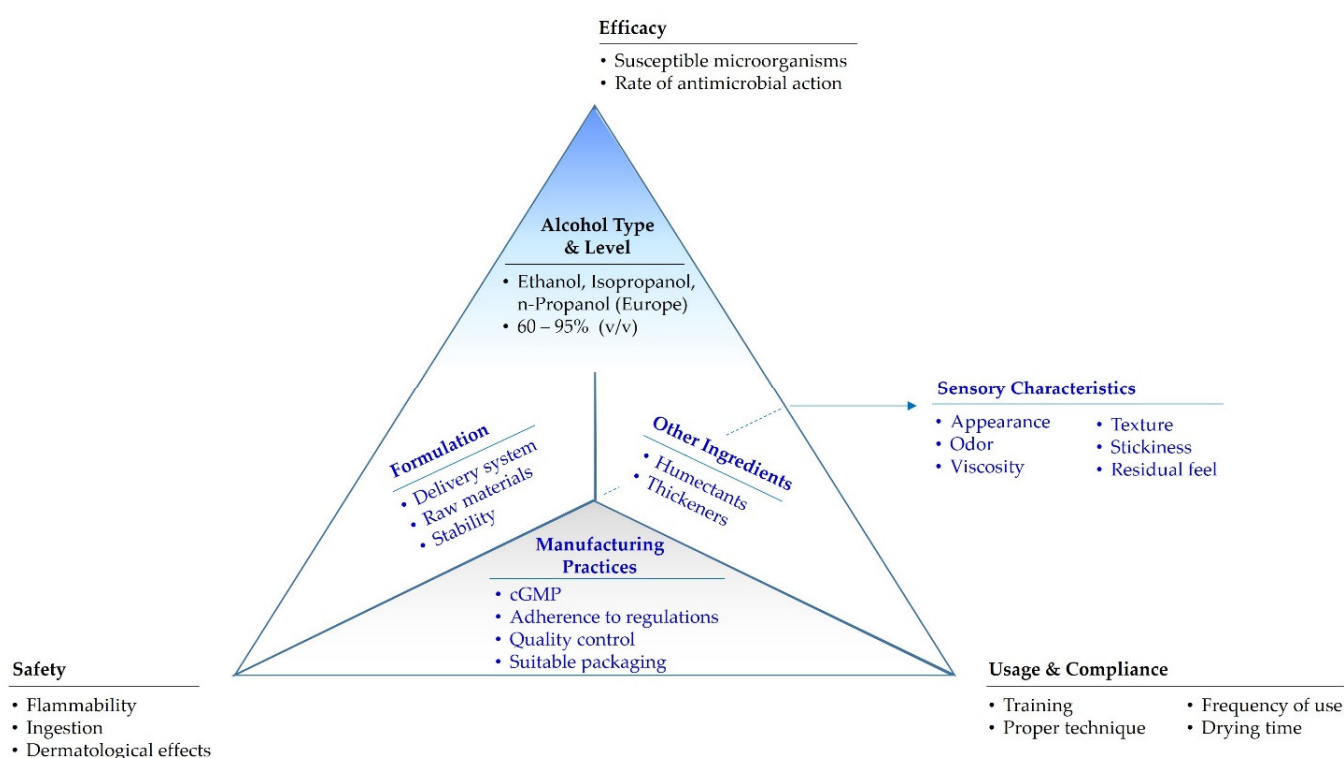 Efficacy
• Susceptible microorganisms
• Rate of antimicrobial action
Alcohol Type
& Level
• Ethanol, Isopropanol,
n-Propanol (Europe)
• 60 – 95% (v/v)
Sensory Characteristics
• Appearance
• Odor
• Viscosity
• Texture
• Stickiness
• Residual feel
Formulation
• Delivery system
• Raw materials
• Stability
Other Ingredients
• Humectants
• Thickeners
Manufacturing
Practices
• cGMP
• Adherence to regulations
• Quality control
• Suitable packaging
Safety
• Flammability
• Ingestion
• Dermatological effects
Usage & Compliance
• Training
• Proper technique
• Frequency of use
• Drying time